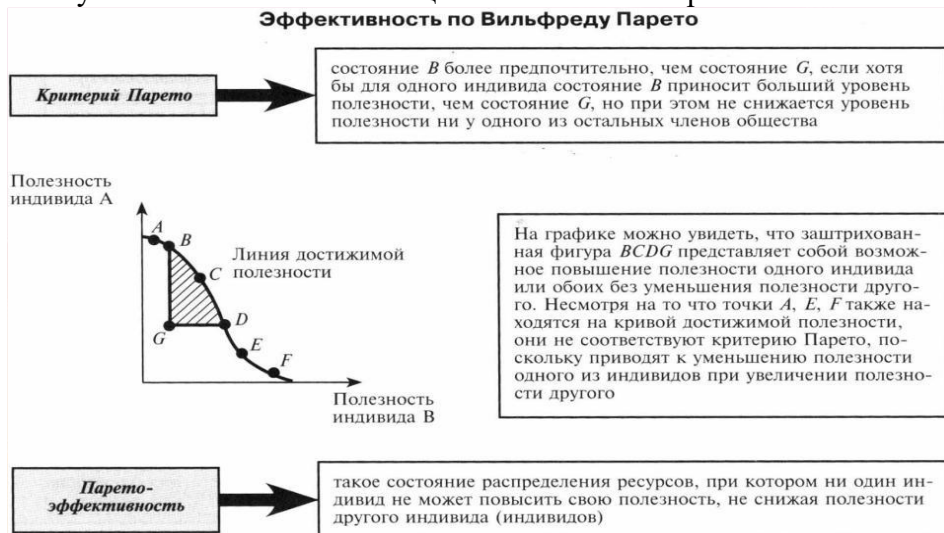 Эффективность по Вильфреду Парето
Критерий Парето
состояние B более предпочтительно, чем состояние G, если хотя
бы для одного индивида состояние B приносит больший уровень
полезности, чем состояние G, но при этом не снижается уровень
полезности ни у одного из остальных членов общества
Полезность
индивида А
A
B
Линия достижимой
полезности
C
G
D
E
F
Полезность
индивида В
На графике можно увидеть, что заштрихован-
ная фигура BCDG представляет собой возмож-
ное повышение полезности одного индивида
или обоих без уменьшения полезности друго-
го. Несмотря на то что точки A, E, F также на-
ходятся на кривой достижимой полезности,
они не соответствуют критерию Парето, по-
скольку приводят к уменьшению полезности
одного из индивидов при увеличении полезно-
сти другого
Парето-
эффективность
такое состояние распределения ресурсов, при котором ни один ин-
дивид не может повысить свою полезность, не снижая полезности
другого индивида (индивидов)